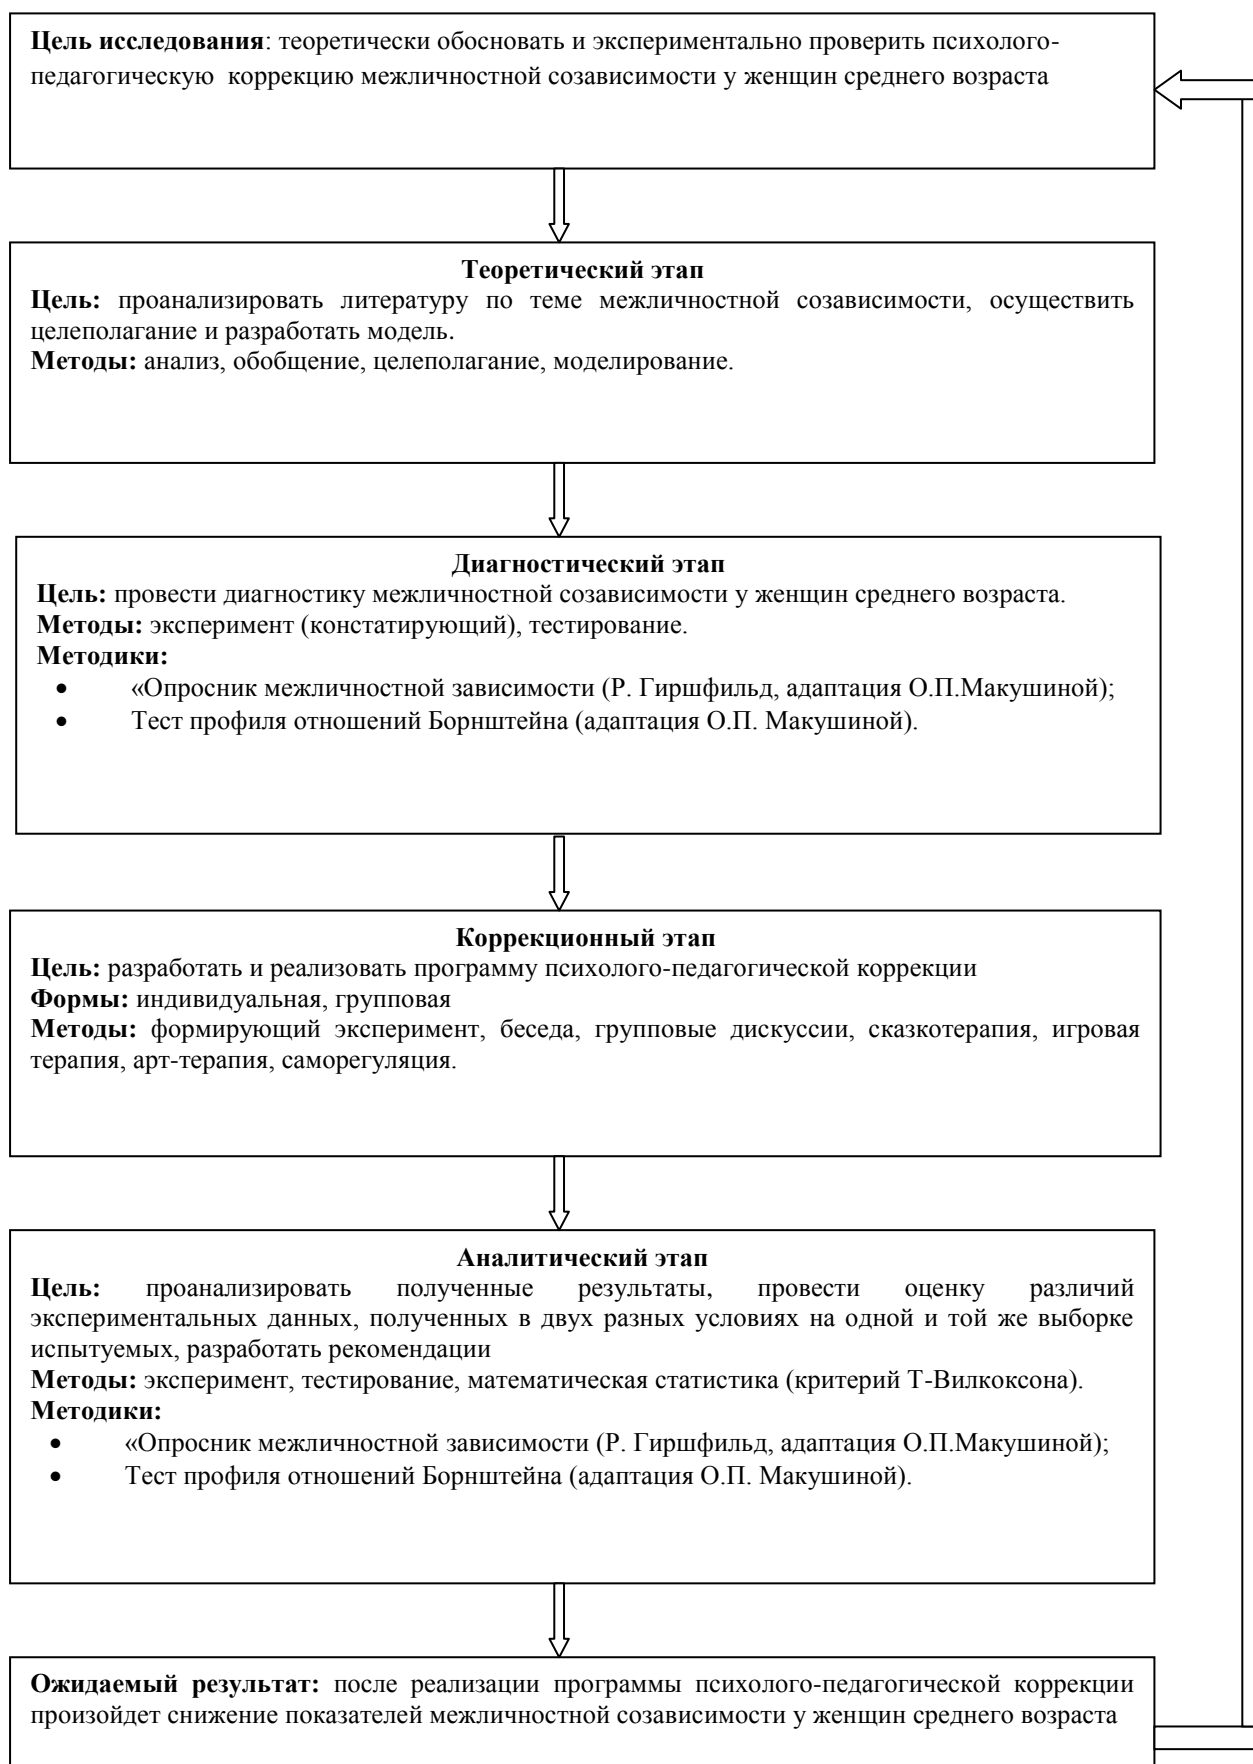 Цель исследования: теоретически обосновать и экспериментально проверить психолого-
педагогическую коррекцию межличностной созависимости у женщин среднего возраста
Теоретический этап
Цель: проанализировать литературу по теме межличностной созависимости, осуществить
целеполагание и разработать модель.
Методы: анализ, обобщение, целеполагание, моделирование.
Диагностический этап
Цель: провести диагностику межличностной созависимости у женщин среднего возраста.
Методы: эксперимент (констатирующий), тестирование.
Методики:
• «Опросник межличностной зависимости (Р. Гиршфильд, адаптация О.П.Макушиной);
• Тест профиля отношений Борнштейна (адаптация О.П. Макушиной).
Коррекционный этап
Цель: разработать и реализовать программу психолого-педагогической коррекции
Формы: индивидуальная, групповая
Методы: формирующий эксперимент, беседа, групповые дискуссии, сказкотерапия, игровая
терапия, арт-терапия, саморегуляция.
Аналитический этап
Цель: проанализировать полученные результаты, провести оценку различий
экспериментальных данных, полученных в двух разных условиях на одной и той же выборке
испытуемых, разработать рекомендации
Методы: эксперимент, тестирование, математическая статистика (критерий Т-Вилкоксона).
Методики:
• «Опросник межличностной зависимости (Р. Гиршфильд, адаптация О.П.Макушиной);
• Тест профиля отношений Борнштейна (адаптация О.П. Макушиной).
Ожидаемый результат: после реализации программы психолого-педагогической коррекции
произойдет снижение показателей межличностной созависимости у женщин среднего возраста